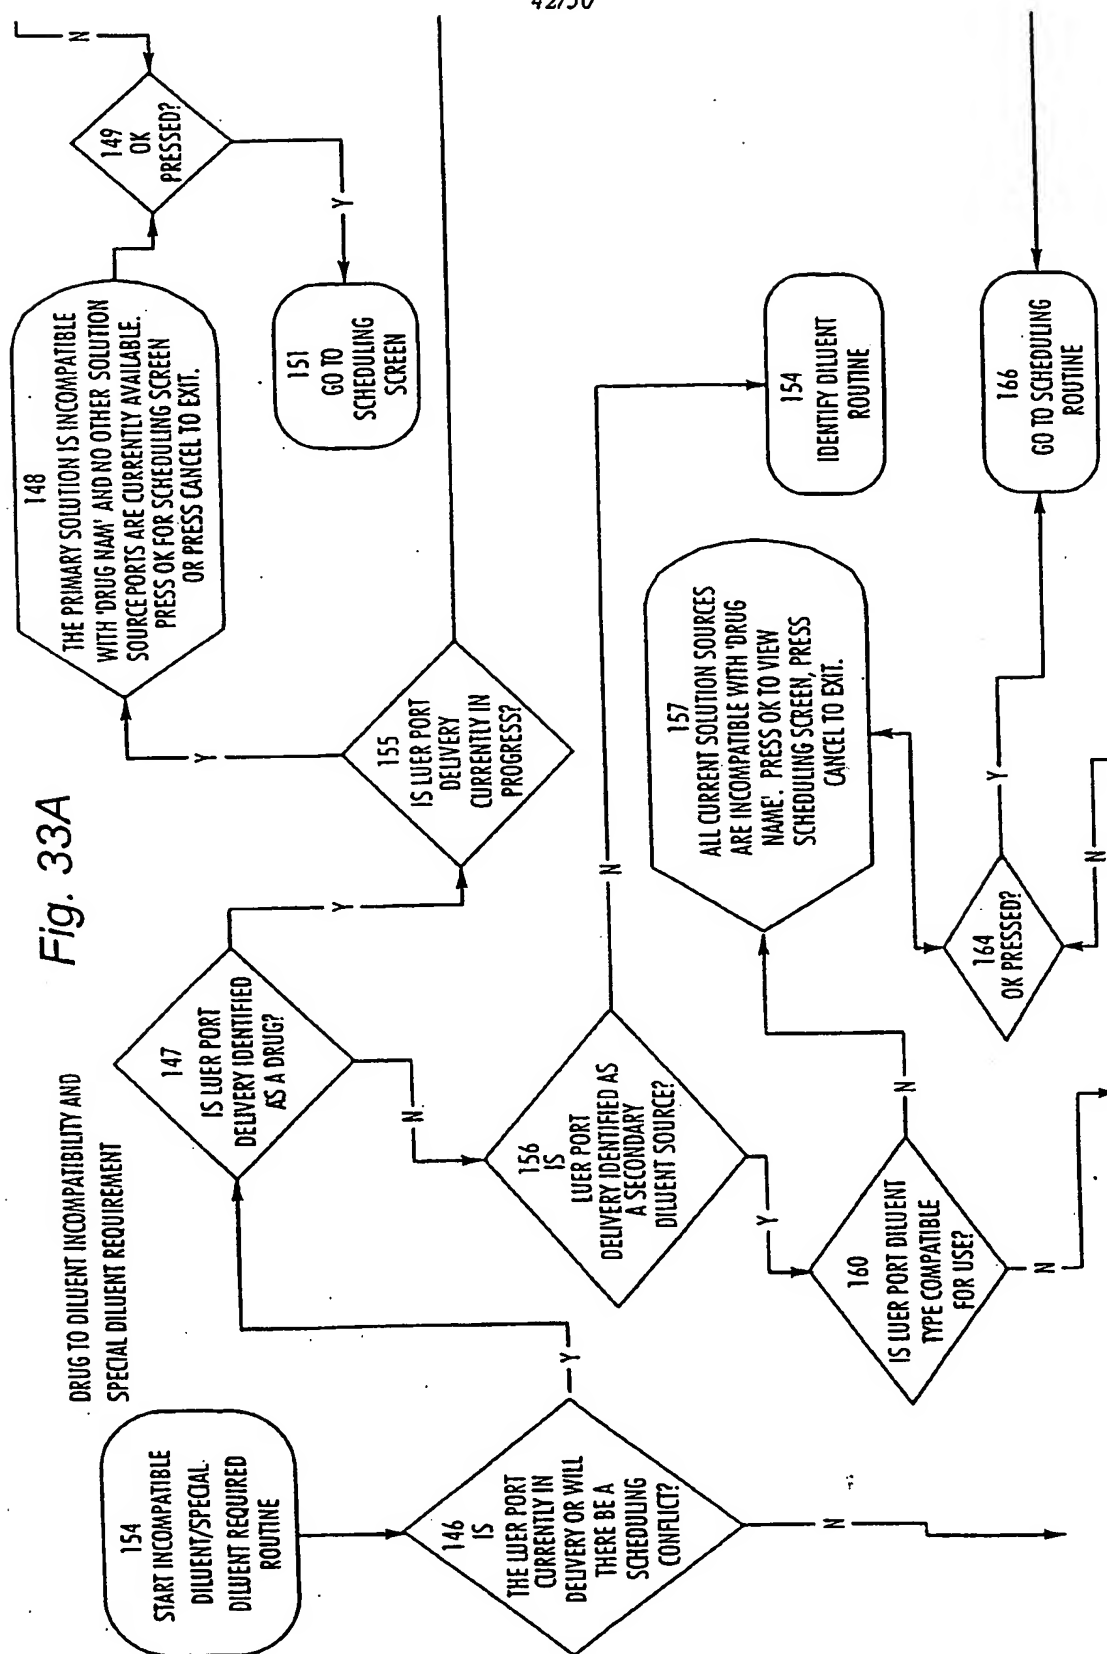 42/50
Fig. 33A
DRUG TO DILUENT INCOMPATIBILITY AND
SPECIAL DILUENT REQUIREMENT
154
START INCOMPATIBLE
DILUENT/SPECIAL
DILUENT REQUIRED
ROUTINE
146
IS
THE LUER PORT
CURRENTLY IN
DELIVERY OR WILL
THERE BE A
SCHEDULING
CONFLICT?
Y
N
147
IS LUER PORT
DELIVERY IDENTIFIED
AS A DRUG?
Y
N
155
IS LUER PORT
DELIVERY
CURRENTLY IN
PROGRESS?
Y
148
THE PRIMARY SOLUTION IS INCOMPATIBLE
WITH 'DRUG NAM' AND NO OTHER SOLUTION
SOURCE PORTS ARE CURRENTLY AVAILABLE.
PRESS OK FOR SCHEDULING SCREEN
OR PRESS CANCEL TO EXIT.
149
OK
PRESSED?
N
Y
151
GO TO
SCHEDULING
SCREEN
156
IS
LUER PORT
DELIVERY IDENTIFIED AS
A SECONDARY
DILUENT SOURCE?
N
Y
154
IDENTIFY DILUENT
ROUTINE
160
IS LUER PORT DILUENT
TYPE COMPATIBLE
FOR USE?
N
N
157
ALL CURRENT SOLUTION SOURCES
ARE INCOMPATIBLE WITH 'DRUG
NAME'. PRESS OK TO VIEW
SCHEDULING SCREEN, PRESS
CANCEL TO EXIT.
164
OK PRESSED?
Y
N
166
GO TO SCHEDULING
ROUTINE